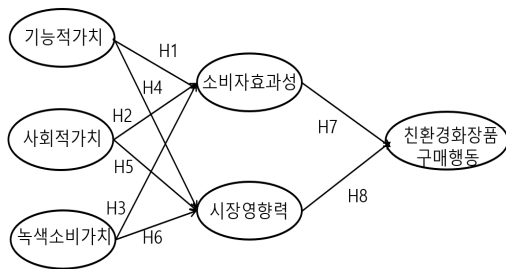 기능적가치
H1
소비자효과성
H4
H2
H7
사회적가치
친환경화장품
구매행동
H5
H8
H3
시장영향력
녹색소비가치
H6